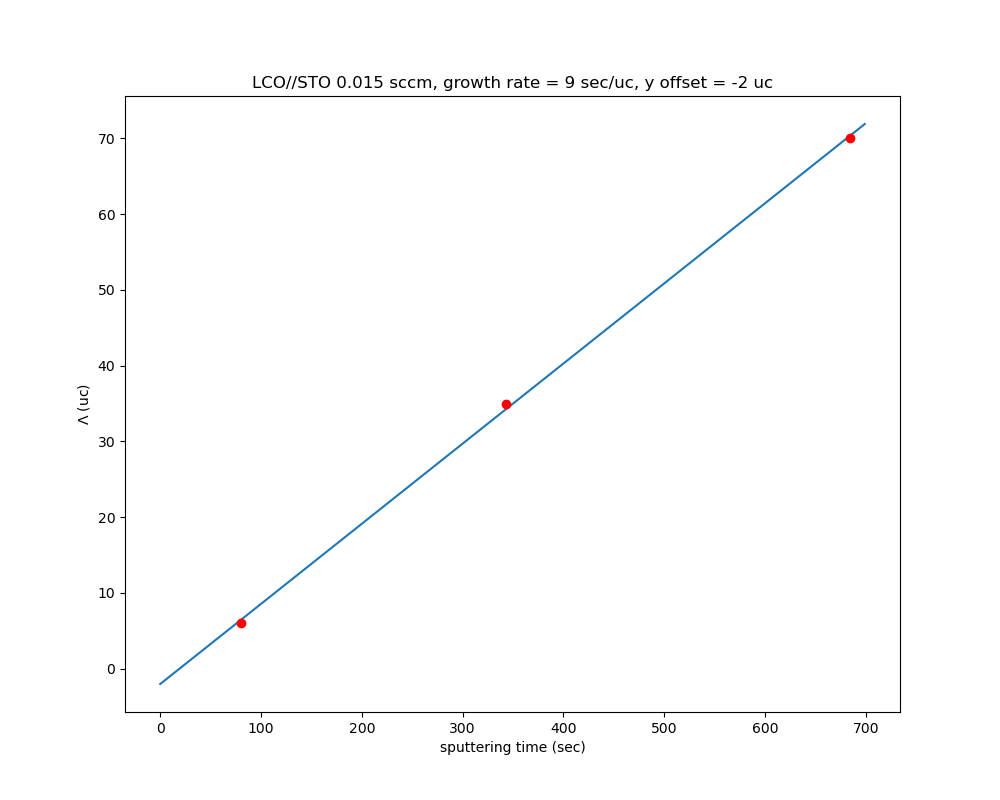 LCO//STO 0.015 sccm, growth rate = 9 sec/uc, y offset = -2 uc
70
60
50
40
30
20
10
0
Λ (uc)
0 100 200 300 400 500 600 700
sputtering time (sec)